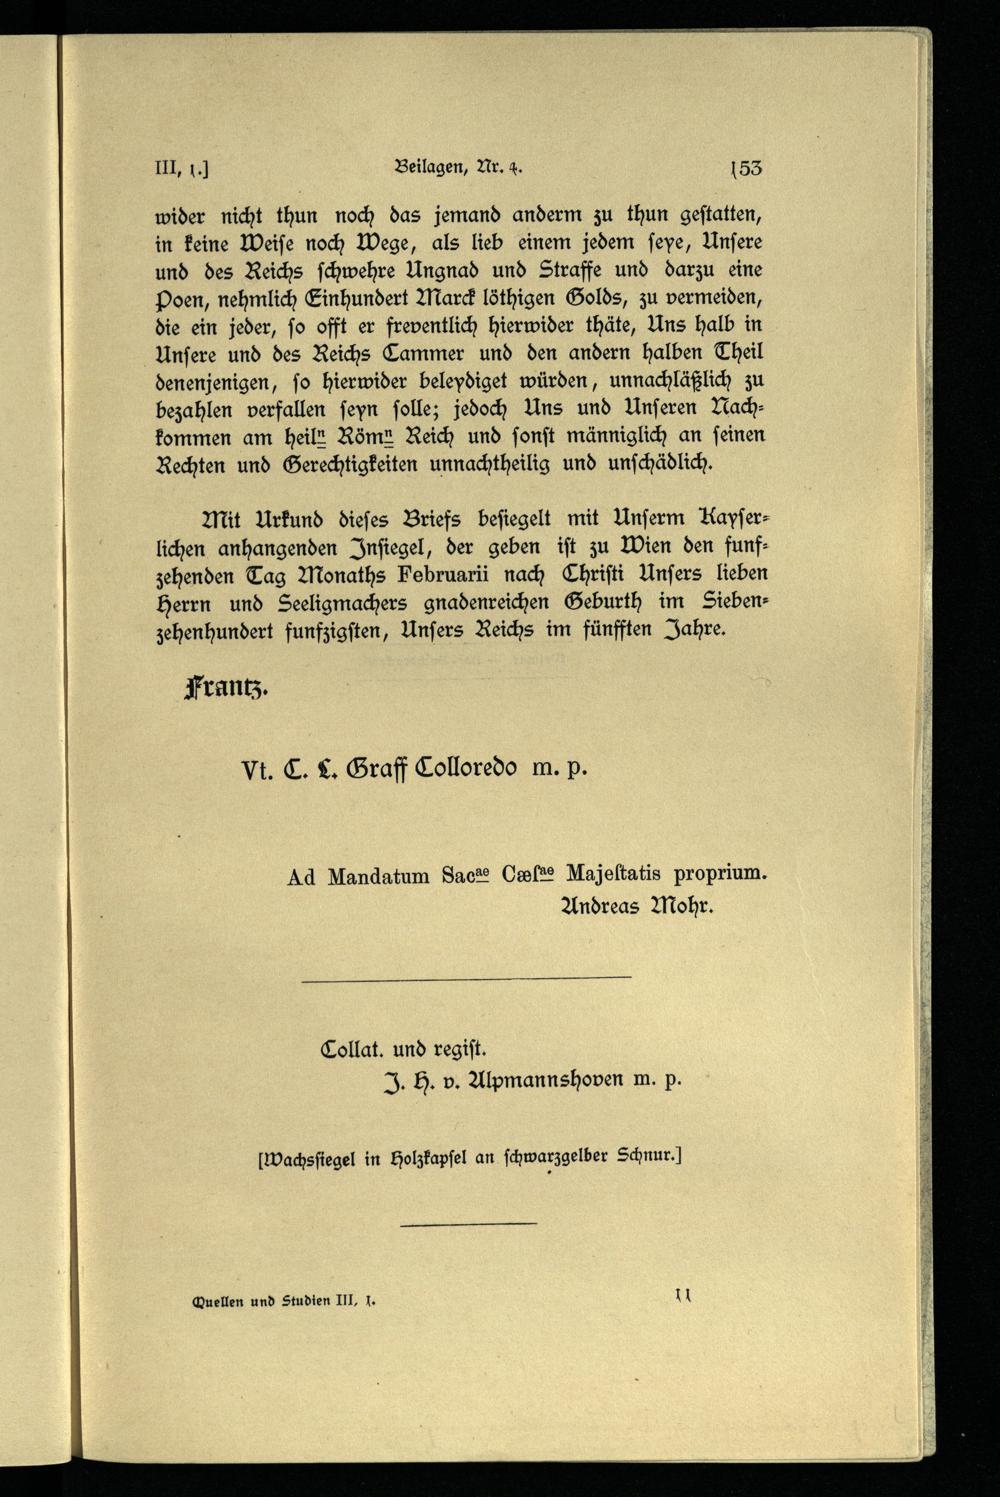 III, 1.] Beilagen, Nr. 4. 153
wider nicht thun noch das jemand anderm zu thun geſtatten,
in keine Weiſe noch Wege, als lieb einem jedem ſeye, Unſere
und des Reichs ſchwehre Ungnad und Straffe und darzu eine
Poen, nehmlich Einhundert Marck löthigen Golds, zu vermeiden,
die ein jeder, ſo offt er freventlich hierwider thäte, Uns halb in
Unſere und des Reichs Cammer und den andern halben Theil
denenjenigen, ſo hierwider beleydiget würden, unnachläßlich zu
bezahlen verfallen ſeyn ſolle; jedoch Uns und Unſeren Nach-
kommen am heilⁿ Römⁿ Reich und ſonſt männiglich an ſeinen
Rechten und Gerechtigkeiten unnachtheilig und unſchädlich.
Mit Urkund dieſes Briefs beſiegelt mit Unſerm Kayſer-
lichen anhangenden Inſiegel, der geben iſt zu Wien den funf-
zehenden Tag Monaths Februarii nach Chriſti Unſers lieben
Herrn und Seeligmachers gnadenreichen Geburth im Sieben-
zehenhundert funfzigſten, Unſers Reichs im fünfften Jahre.
Frantz.
Vt. C. L. Graff Colloredo m. p.
Ad Mandatum Sacᵃᵉ Cæſᵃᵉ Majeſtatis proprium.
Andreas Mohr.
Collat. und regiſt.
J. H. v. Alpmannshoven m. p.
[Wachsſiegel in Holzkapſel an ſchwarzgelber Schnur.]
Quellen und Studien III, 1. 11